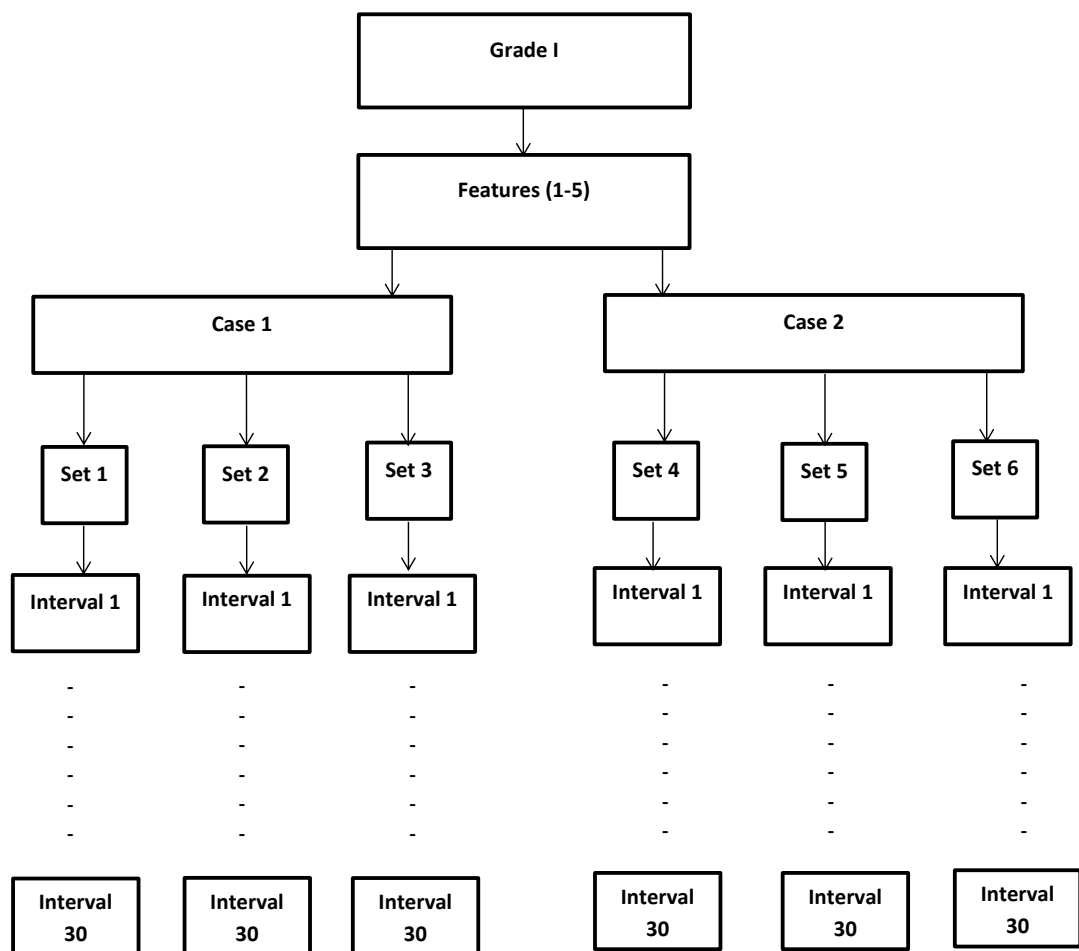 Grade I
Features (1-5)
Case 1
Case 2
Set 1
Set 2
Set 3
Set 4
Set 5
Set 6
Interval 1
Interval 1
Interval 1
Interval 1
Interval 1
Interval 1
- - - - - -
- - - - - -
- - - - - -
- - - - - -
- - - - - -
- - - - - -
Interval
30
Interval
30
Interval
30
Interval
30
Interval
30
Interval
30